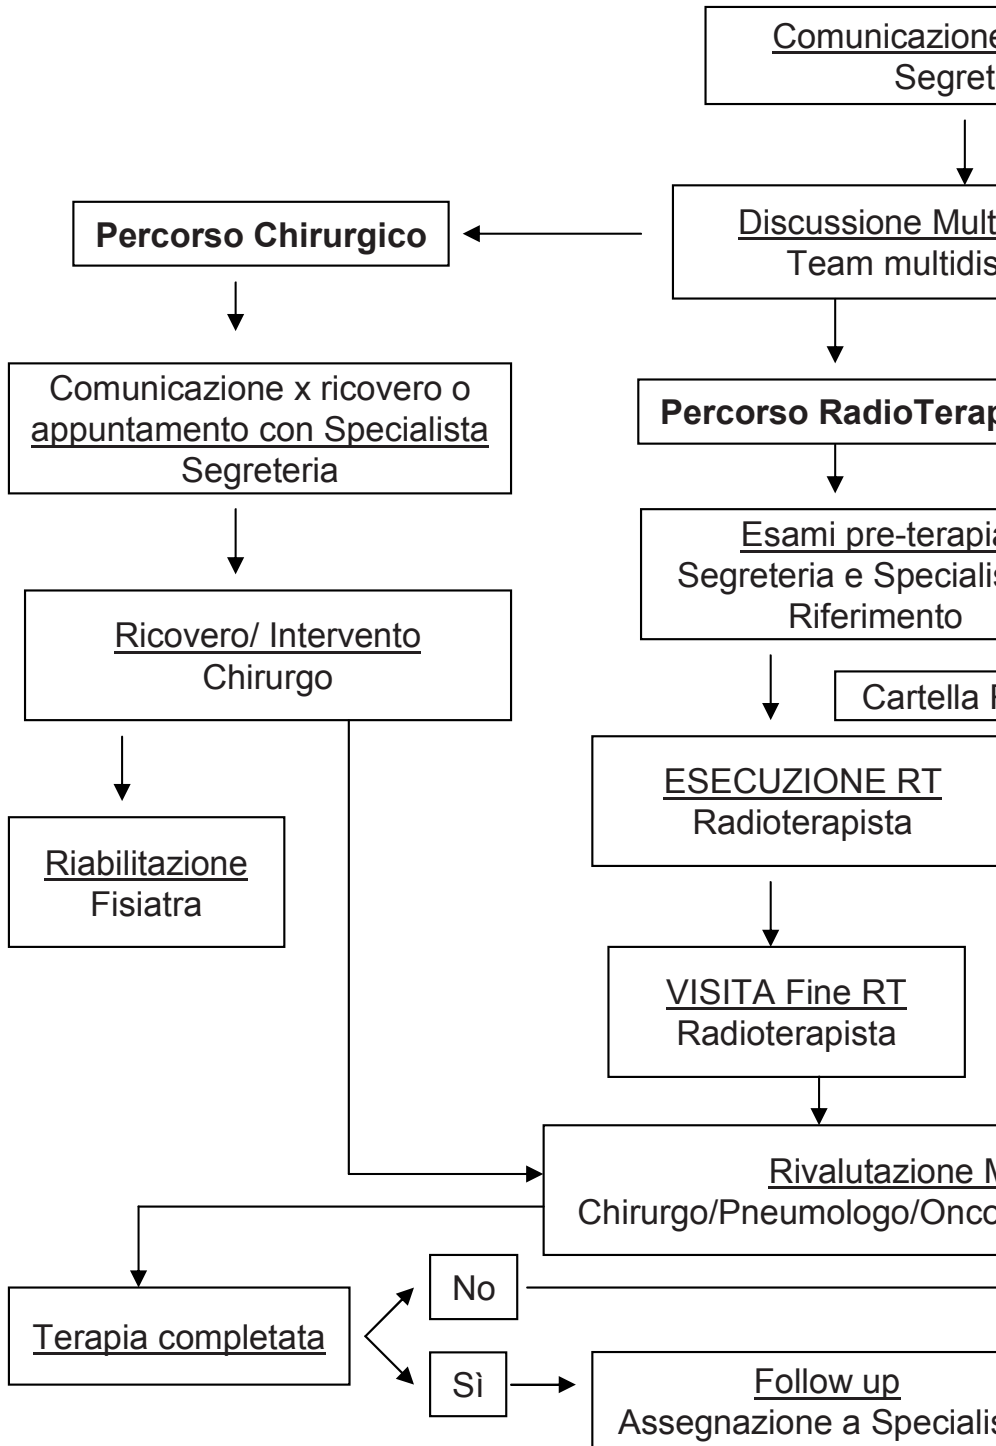 Comunicazione
Segret
Discussione Mult
Team multidis
Percorso Chirurgico
Comunicazione x ricovero o
appuntamento con Specialista
Segreteria
Percorso RadioTerap
Esami pre-terapia
Segreteria e Specialis
Riferimento
Ricovero/ Intervento
Chirurgo
Cartella
ESECUZIONE RT
Radioterapista
Riabilitazione
Fisiatra
VISITA Fine RT
Radioterapista
Rivalutazione M
Chirurgo/Pneumologo/Onco
No
Terapia completata
Sì
Follow up
Assegnazione a Specialis